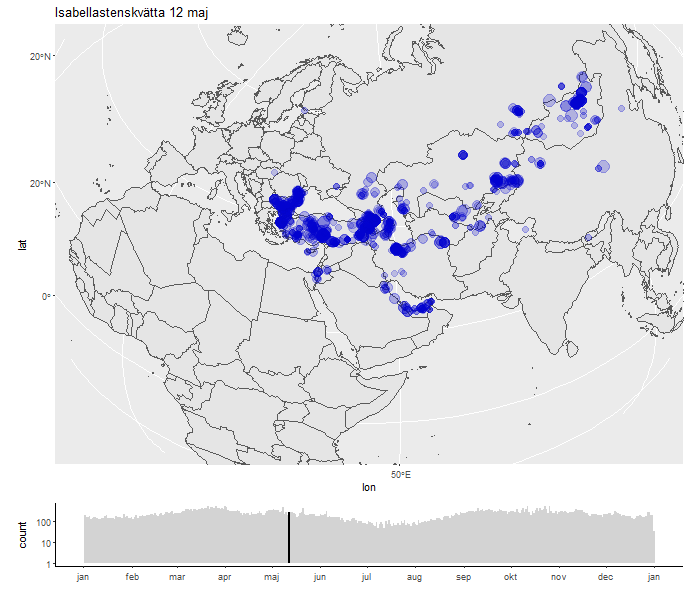 Isabellastenskvätta 12 maj
20°N
20°N
0°
lat
50°E
lon
count
100
10
1
jan feb mar apr maj jun jul aug sep okt nov dec jan